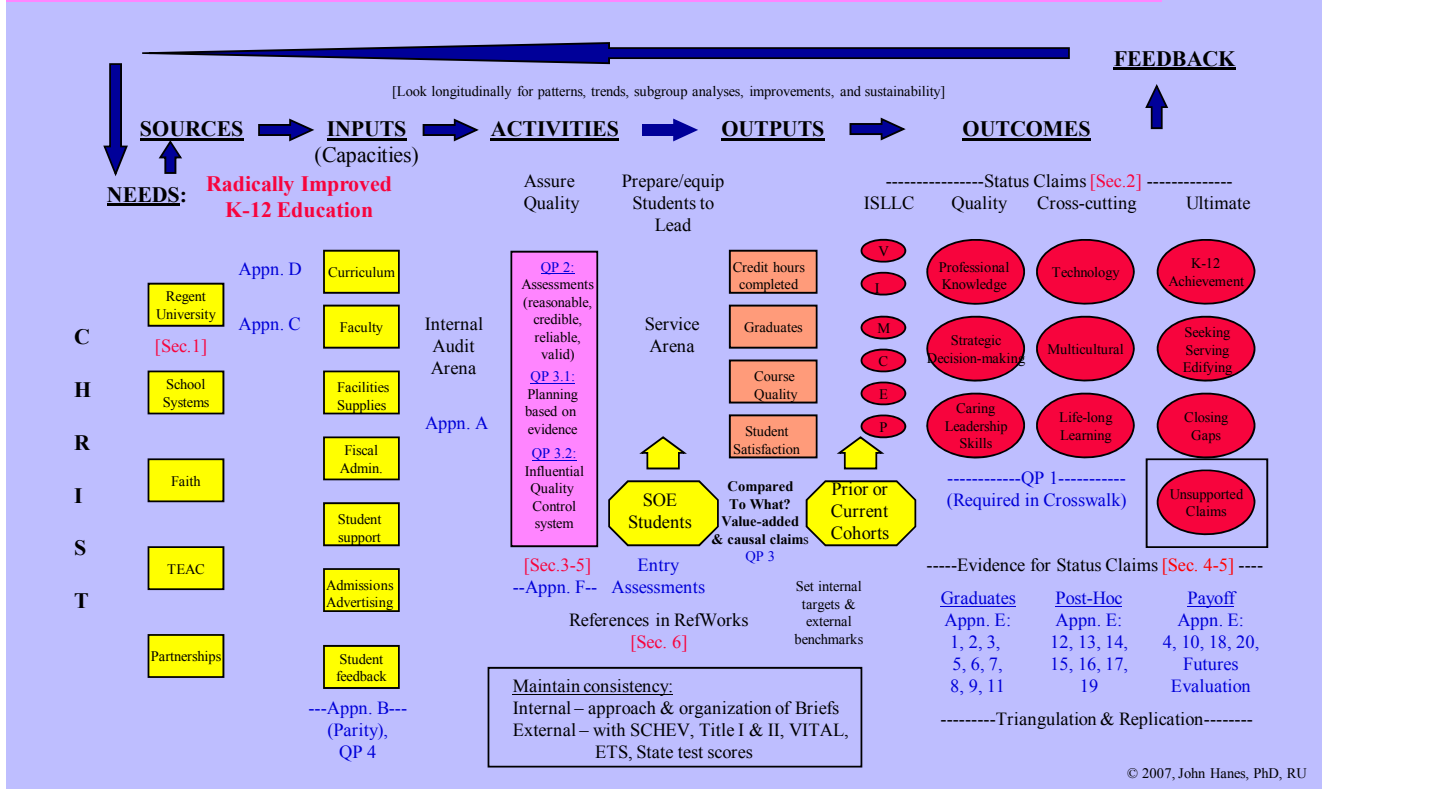 FEEDBACK
[Look longitudinally for patterns, trends, subgroup analyses, improvements, and sustainability]
SOURCES
INPUTS
(Capacities)
ACTIVITIES
OUTPUTS
OUTCOMES
NEEDS:
Radically Improved
K-12 Education
Assure
Quality
Prepare/equip
Students to
Lead
----------------Status Claims [Sec.2] --------------
ISLLC
Quality
Cross-cutting
Ultimate
C
H
R
I
S
T
Regent
University
[Sec.1]
School
Systems
Faith
TEAC
Partnerships
Appn. D
Appn. C
Curriculum
Faculty
Facilities
Supplies
Fiscal
Admin.
Student
support
Admissions
Advertising
Student
feedback
---Appn. B---
(Parity),
QP 4
Internal
Audit
Arena
Appn. A
QP 2:
Assessments
(reasonable,
credible,
reliable,
valid)
QP 3.1:
Planning
based on
evidence
QP 3.2:
Influential
Quality
Control
system
[Sec.3-5]
--Appn. F--
Service
Arena
SOE
Students
Entry
Assessments
References in RefWorks
[Sec. 6]
Credit hours
completed
Graduates
Course
Quality
Student
Satisfaction
Compared
To What?
Value-added
& causal claims
QP 3
Prior or
Current
Cohorts
Set internal
targets &
external
benchmarks
V
I
M
C
E
P
Professional
Knowledge
Strategic
Decision-making
Caring
Leadership
Skills
Technology
Multicultural
Life-long
Learning
K-12
Achievement
Seeking
Serving
Edifying
Closing
Gaps
Unsupported
Claims
------------QP 1-----------
(Required in Crosswalk)
-----Evidence for Status Claims [Sec. 4-5] ----
Graduates
Appn. E:
1, 2, 3,
5, 6, 7,
8, 9, 11
Post-Hoc
Appn. E:
12, 13, 14,
15, 16, 17,
19
Payoff
Appn. E:
4, 10, 18, 20,
Futures
Evaluation
---------Triangulation & Replication--------
Maintain consistency:
Internal – approach & organization of Briefs
External – with SCHEV, Title I & II, VITAL,
ETS, State test scores
© 2007, John Hanes, PhD, RU